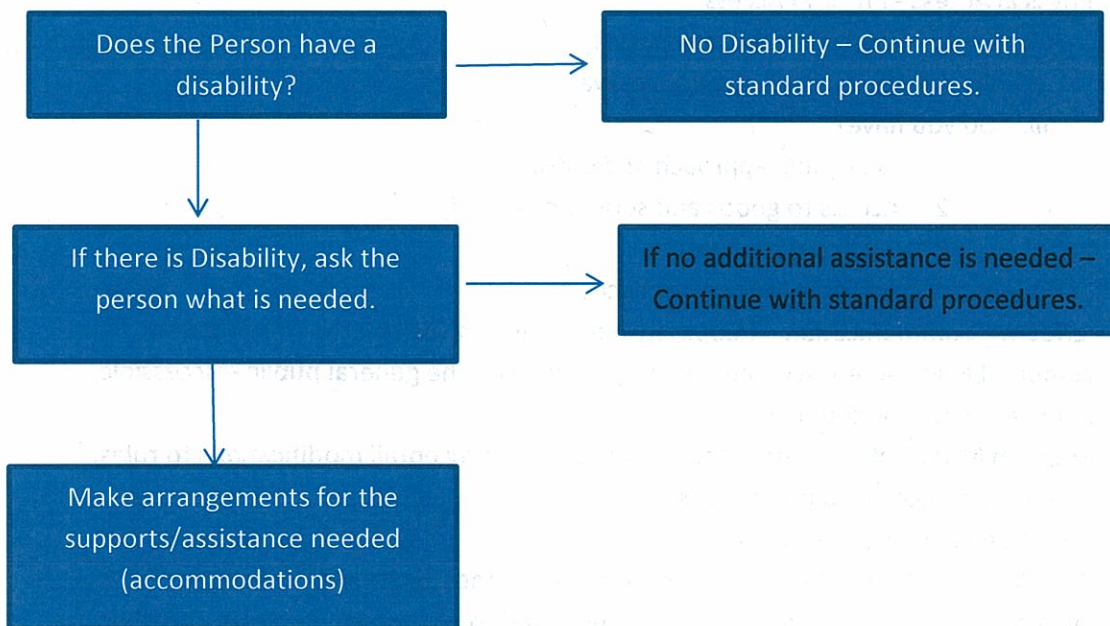 Does the Person have a
disability?
No Disability – Continue with
standard procedures.
If there is Disability, ask the
person what is needed.
If no additional assistance is needed –
Continue with standard procedures.
Make arrangements for the
supports/assistance needed
(accommodations)